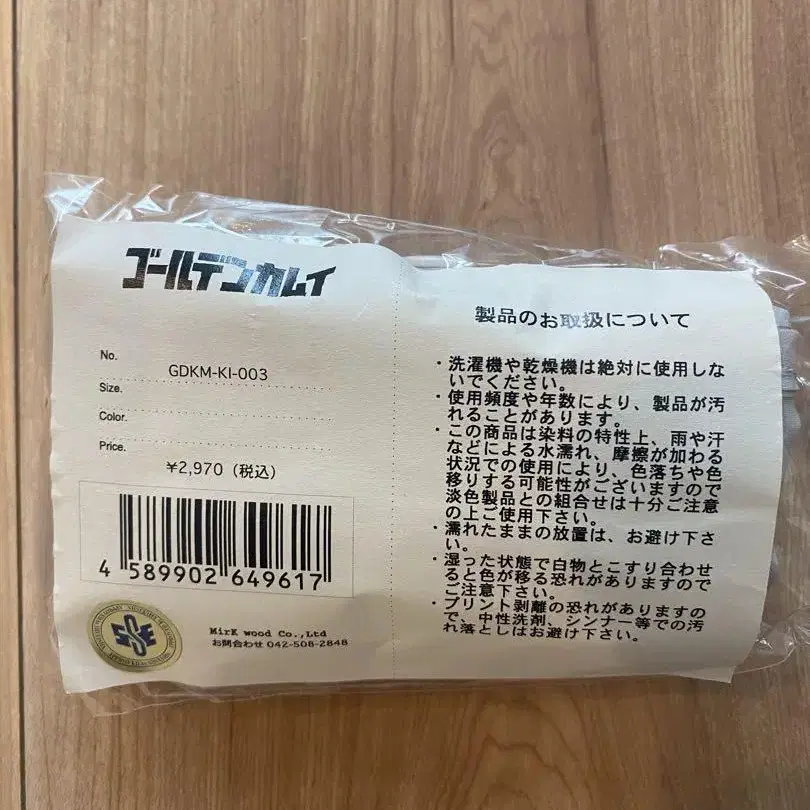 ゴールデンカムイ
No.
GDKM-KI-003
Size.
Color.
Price.
¥2,970（税込）
4 589902 649617
MirK wood Co.,Ltd
お問合わせ 042-508-2848
製品のお取扱について
・洗濯機や乾燥機は絶対に使用しな
いでください。
・使用頻度や年数により、製品が汚
れることがあります。
・この商品は染料の特性上、雨や汗
などによる水濡れ、摩擦が加わる
状況での使用により、色落ちや色
移りする可能性がございますので
淡色製品との組合せは十分ご注意
の上ご使用下さい。
・濡れたままの放置は、お避け下さ
い。
・湿った状態で白物とこすり合わせ
ると色が移る恐れがありますので
ご注意下さい。
・プリント剥離の恐れがありますの
で、中性洗剤、シンナー等での汚
れ落としはお避け下さい。